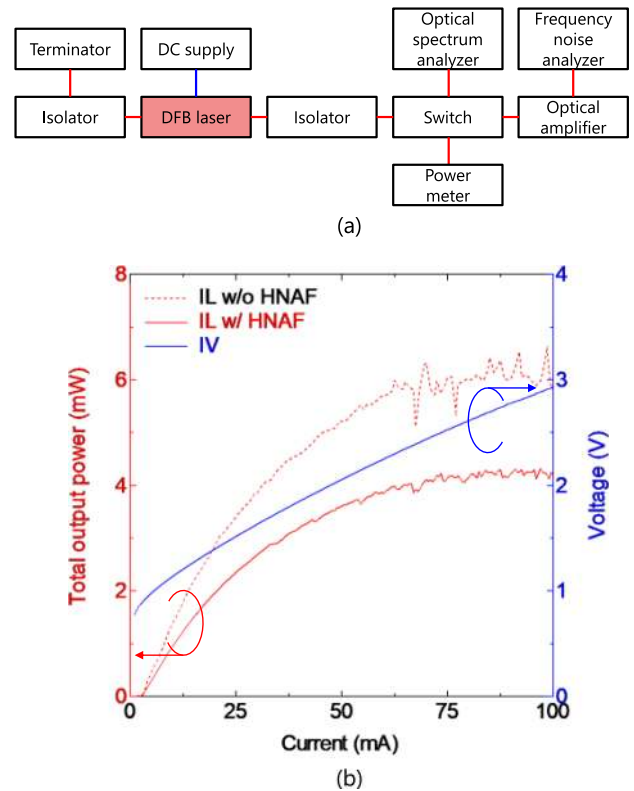 Terminator
DC supply
Optical
spectrum
analyzer
Frequency
noise
analyzer
Isolator
DFB laser
Isolator
Switch
Optical
amplifier
Power
meter
(a)
IL w/o HNAF
IL w/ HNAF
IV
Total output power (mW)
8
6
4
2
0
Voltage (V)
4
3
2
1
0
0
25
50
75
100
Current (mA)
(b)